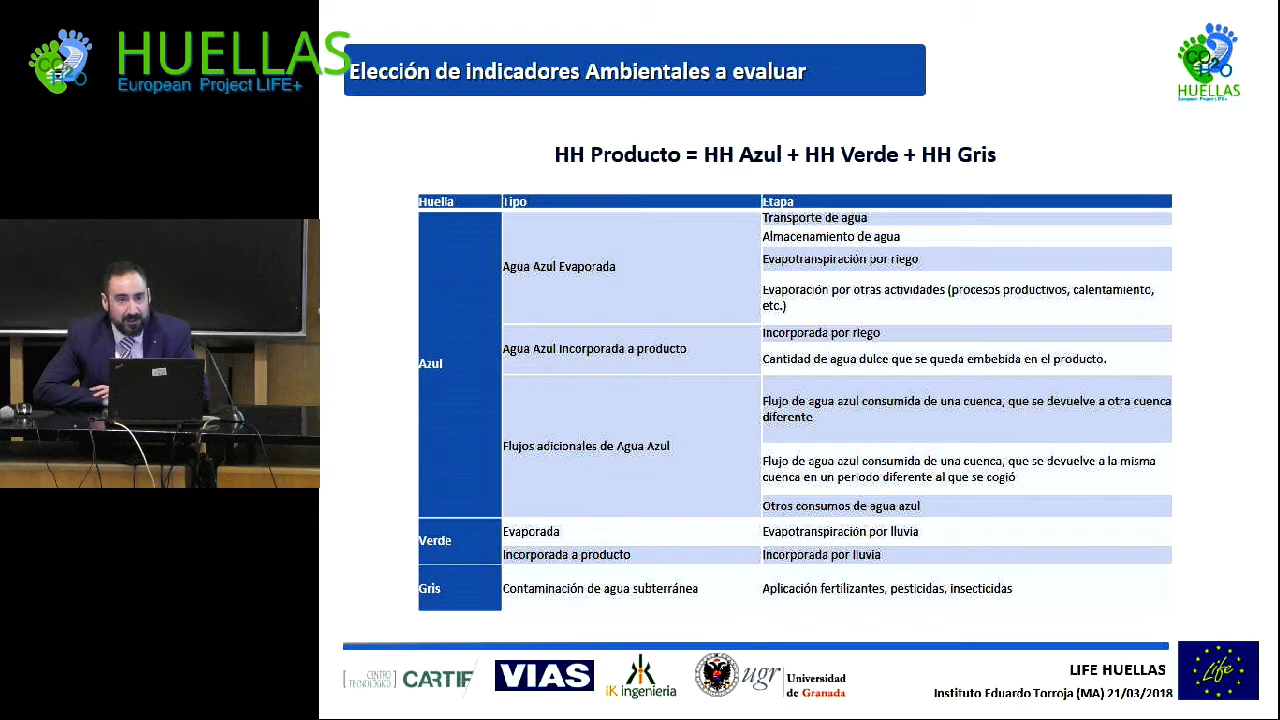 HUELLAS
European Project LIFE+
Elección de indicadores Ambientales a evaluar
CO2
H2O
HUELLAS
European Project LIFE+
HH Producto = HH Azul + HH Verde + HH Gris
Huella Tipo Etapa
Azul
Agua Azul Evaporada
Transporte de agua
Almacenamiento de agua
Evapotranspiración por riego
Evaporación por otras actividades (procesos productivos, calentamiento,
etc.)
Agua Azul Incorporada a producto
Incorporada por riego
Cantidad de agua dulce que se queda embebida en el producto.
Flujos adicionales de Agua Azul
Flujo de agua azul consumida de una cuenca, que se devuelve a otra cuenca
diferente
Flujo de agua azul consumida de una cuenca, que se devuelve a la misma
cuenca en un periodo diferente al que se cogió
Otros consumos de agua azul
Verde
Evaporada Evapotranspiración por lluvia
Incorporada a producto Incorporada por lluvia
Gris Contaminación de agua subterránea Aplicación fertilizantes, pesticidas, insecticidas
CENTRO
TECNOLÓGICO
CARTIF
VIAS
iK ingenieria
ugr
Universidad
de Granada
LIFE HUELLAS
Instituto Eduardo Torroja (MA) 21/03/2018
Life